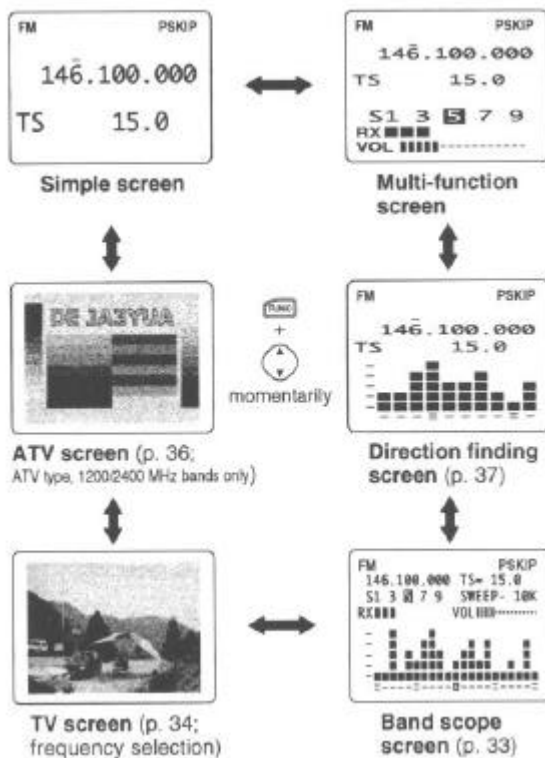 FM PSKIP
146.100.000
TS 15.0
Simple screen
FM PSKIP
146.100.000
TS 15.0
S1 3 5 7 9
RX
VOL
Multi-function
screen
DE JA3YUA
ATV screen (p. 36;
ATV type, 1200/2400 MHz bands only)
FUNC
+
momentarily
FM PSKIP
146.100.000
TS 15.0
Direction finding
screen (p. 37)
TV screen (p. 34;
frequency selection)
FM PSKIP
146.100.000 TS= 15.0
S1 3 5 7 9 SWEEP- 10K
RX VOL
Band scope
screen (p. 33)